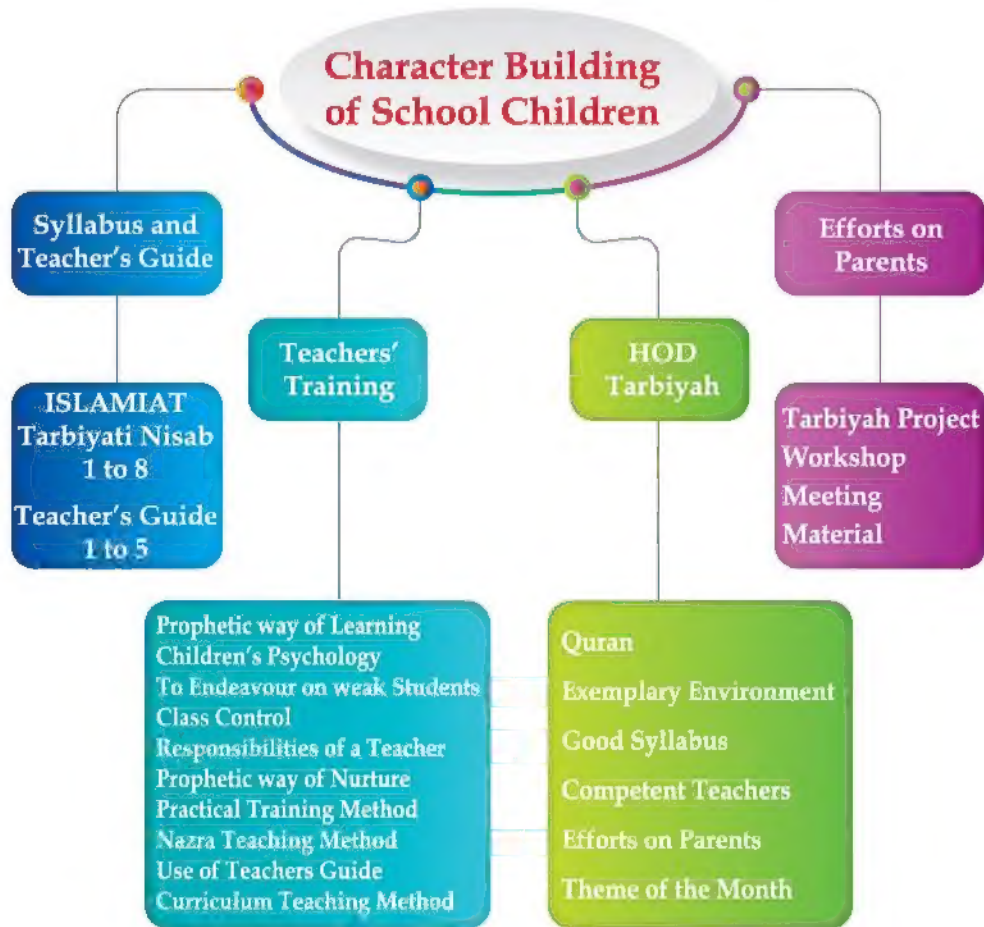 Character Building
of School Children
Syllabus and
Teacher's Guide
ISLAMIAT
Tarbiyati Nisab
1 to 8
Teacher's Guide
1 to 5
Teachers'
Training
Prophetic way of Learning
Children's Psychology
To Endeavour on weak Students
Class Control
Responsibilities of a Teacher
Prophetic way of Nurture
Practical Training Method
Nazra Teaching Method
Use of Teachers Guide
Curriculum Teaching Method
HOD
Tarbiyah
Quran
Exemplary Environment
Good Syllabus
Competent Teachers
Efforts on Parents
Theme of the Month
Efforts on
Parents
Tarbiyah Project
Workshop
Meeting
Material